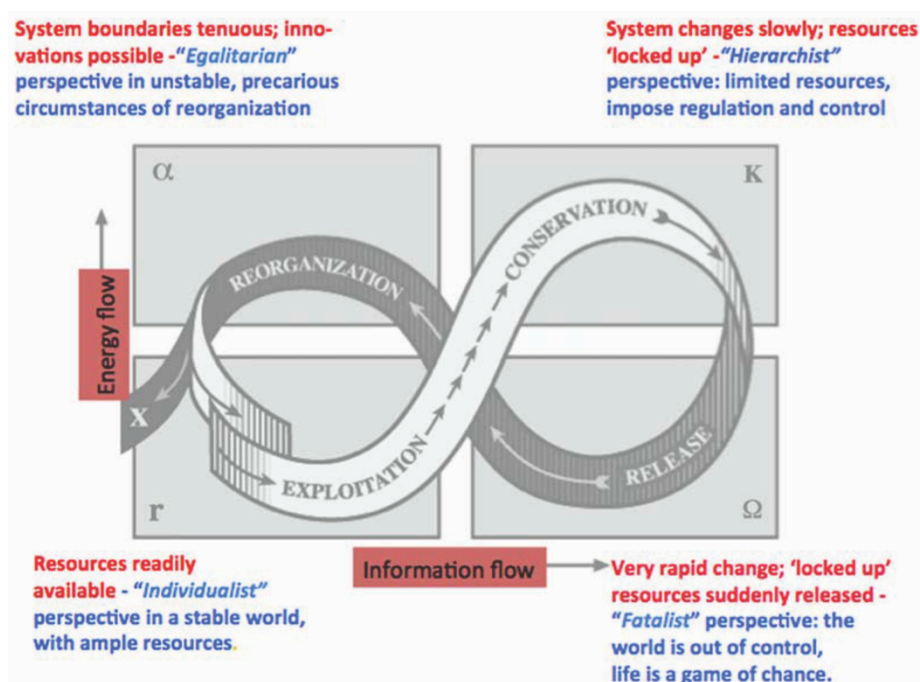 System boundaries tenuous; inno-
vations possible -“Egalitarian”
perspective in unstable, precarious
circumstances of reorganization
System changes slowly; resources
‘locked up’ -“Hierarchist”
perspective: limited resources,
impose regulation and control
α
K
REORGANIZATION
CONSERVATION
Energy flow
X
EXPLOITATION
RELEASE
r
Ω
Information flow
Resources readily
available - “Individualist”
perspective in a stable world,
with ample resources.
Very rapid change; ‘locked up’
resources suddenly released -
“Fatalist” perspective: the
world is out of control,
life is a game of chance.